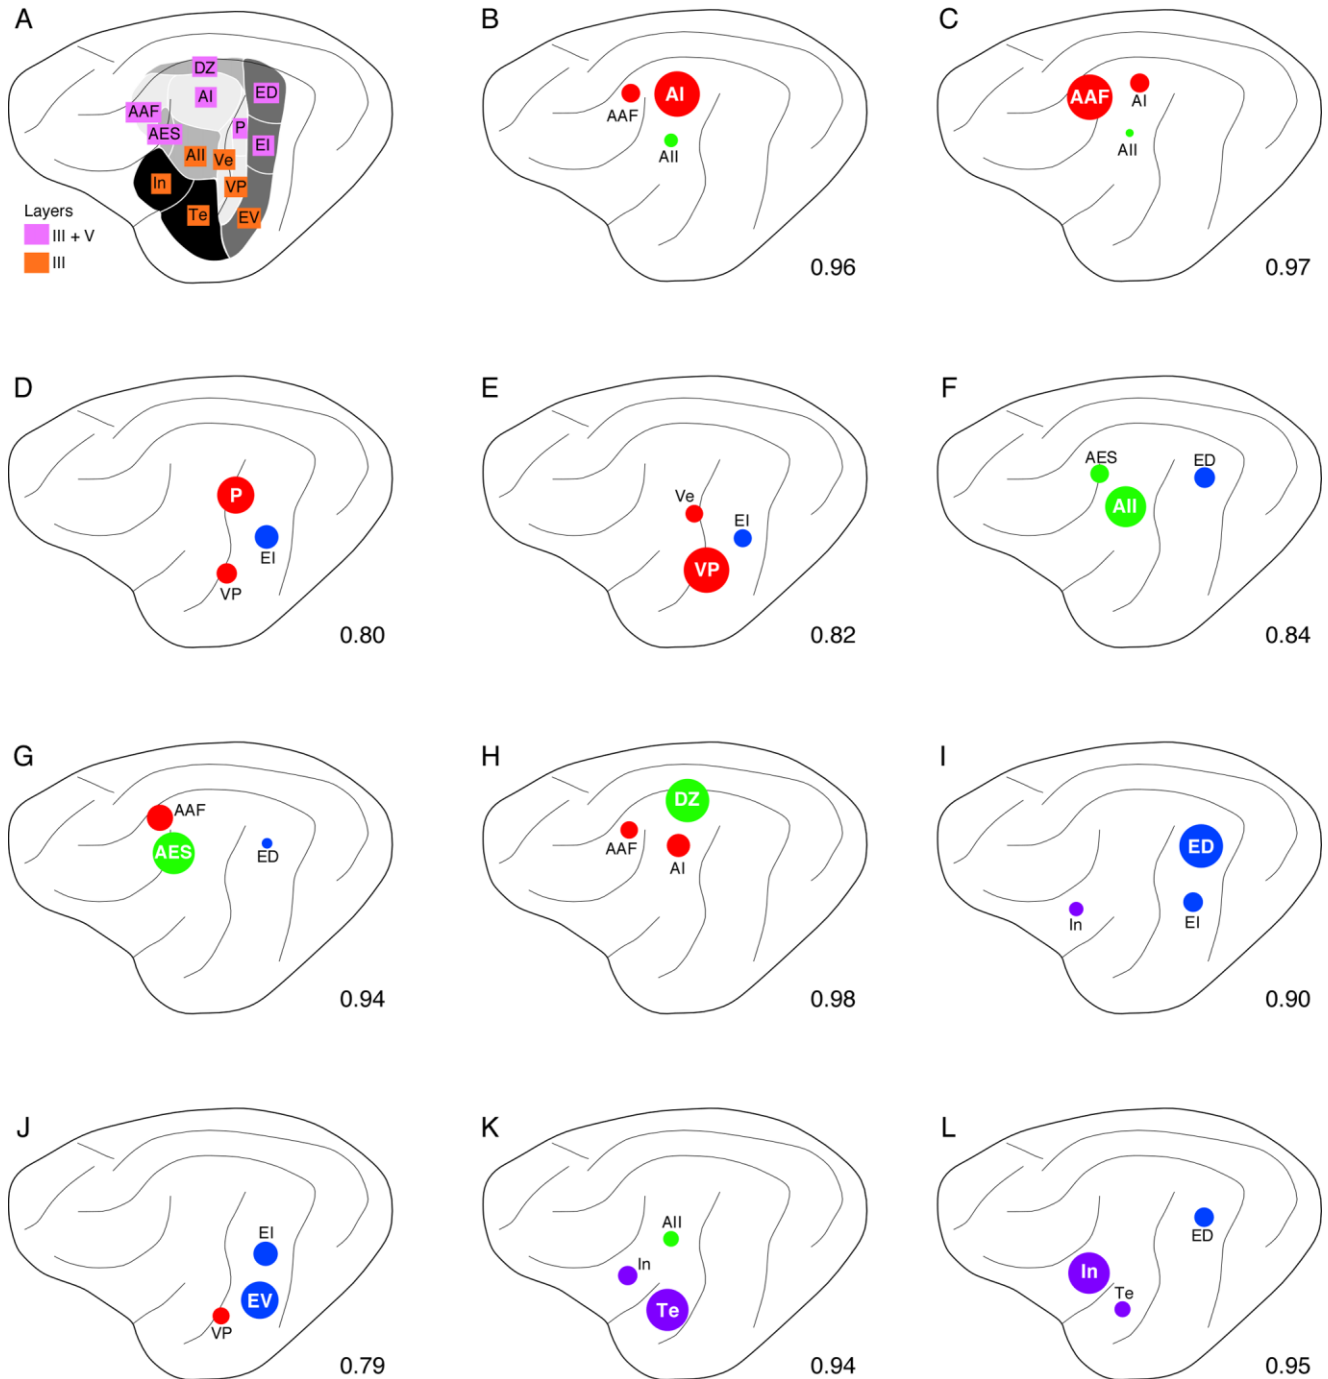 A
DZ
AI
ED
AAF
AES
P
EI
AII
Ve
In
VP
Te
EV
Layers
III + V
III
B
AAF
AI
AII
0.96
C
AAF
AI
AII
0.97
D
P
EI
VP
0.80
E
Ve
EI
VP
0.82
F
AES
ED
AII
0.84
G
AAF
AES
ED
0.94
H
DZ
AAF
AI
0.98
I
ED
In
EI
0.90
J
EI
EV
VP
0.79
K
AII
In
Te
0.94
L
ED
In
Te
0.95